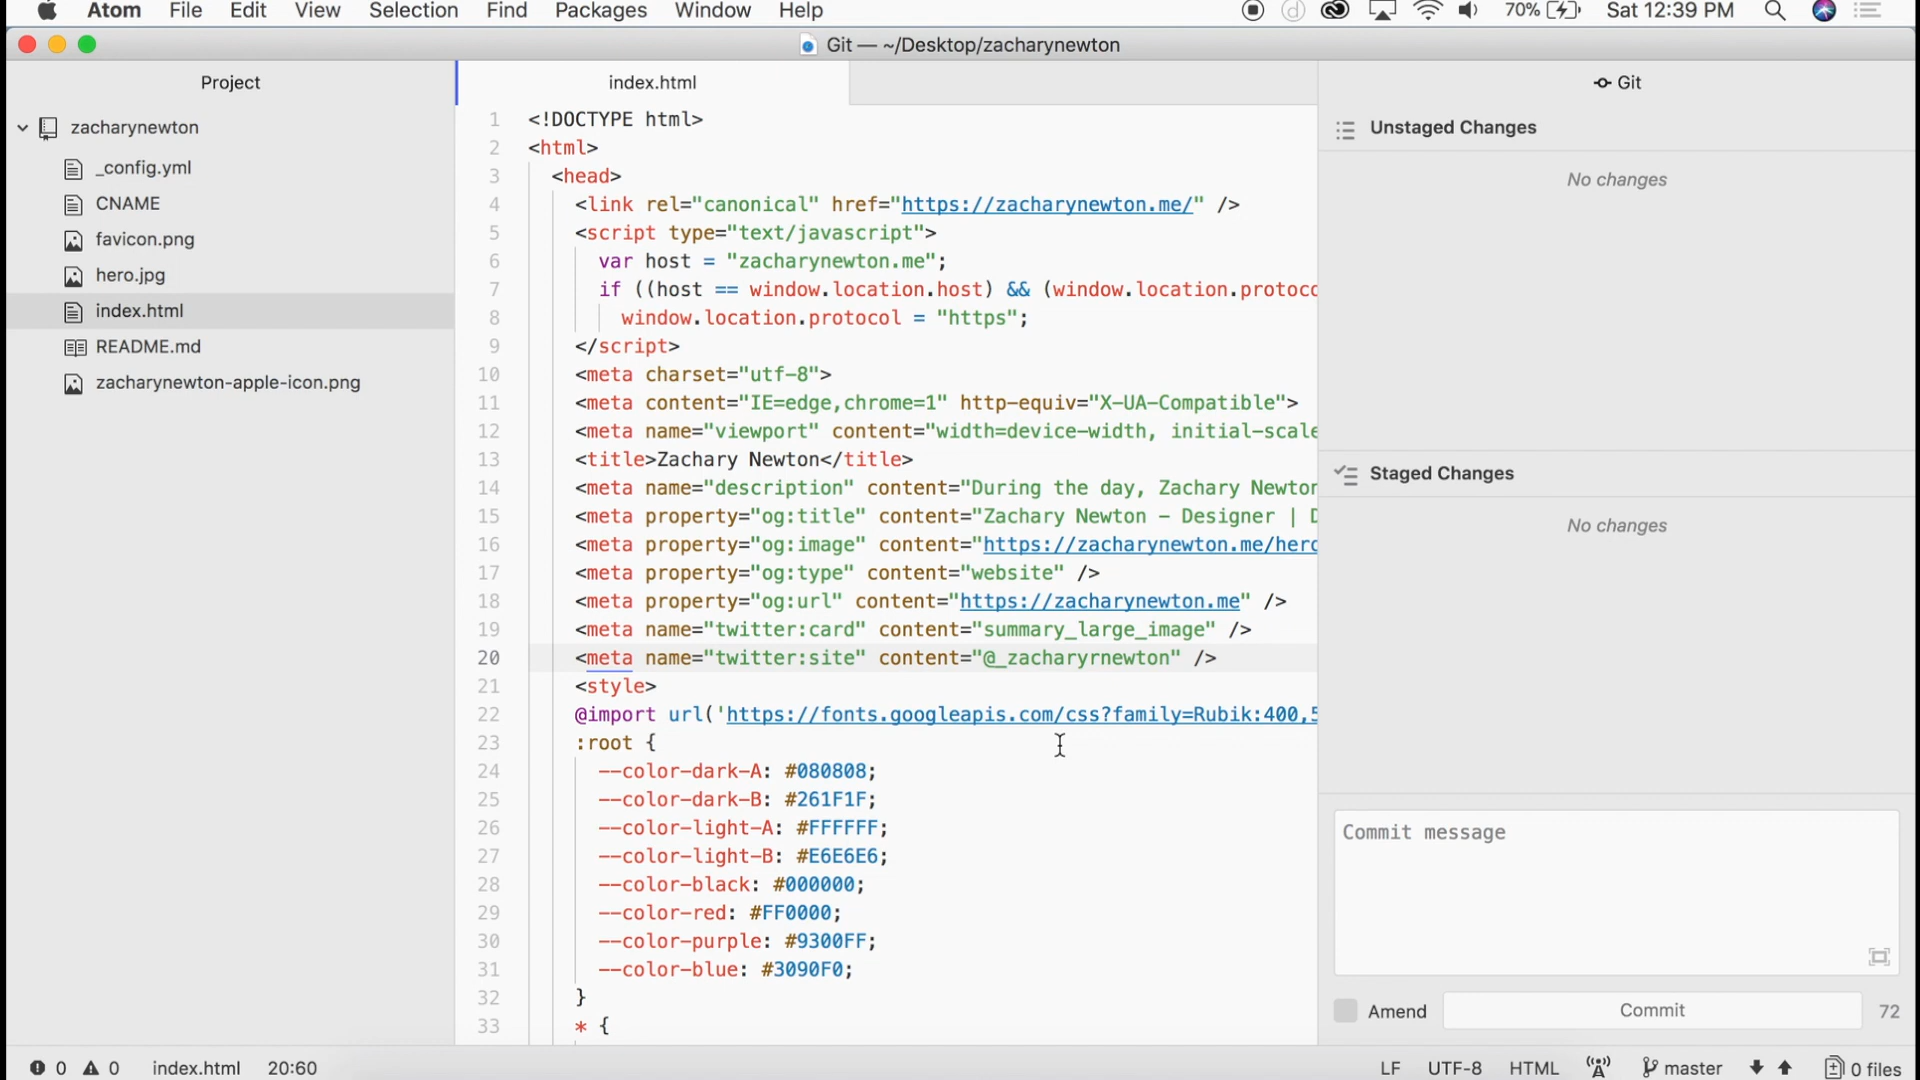 Atom File Edit View Selection Find Packages Window Help 70% Sat 12:39 PM
Git — ~/Desktop/zacharynewton
Project
zacharynewton
_config.yml
CNAME
favicon.png
hero.jpg
index.html
README.md
zacharynewton-apple-icon.png
index.html
1 <!DOCTYPE html>
2 <html>
3 <head>
4 <link rel="canonical" href="https://zacharynewton.me/" />
5 <script type="text/javascript">
6 var host = "zacharynewton.me";
7 if ((host == window.location.host) && (window.location.protoco
8 window.location.protocol = "https";
9 </script>
10 <meta charset="utf-8">
11 <meta content="IE=edge,chrome=1" http-equiv="X-UA-Compatible">
12 <meta name="viewport" content="width=device-width, initial-scale
13 <title>Zachary Newton</title>
14 <meta name="description" content="During the day, Zachary Newton
15 <meta property="og:title" content="Zachary Newton – Designer | D
16 <meta property="og:image" content="https://zacharynewton.me/hero
17 <meta property="og:type" content="website" />
18 <meta property="og:url" content="https://zacharynewton.me" />
19 <meta name="twitter:card" content="summary_large_image" />
20 <meta name="twitter:site" content="@_zacharyrnewton" />
21 <style>
22 @import url('https://fonts.googleapis.com/css?family=Rubik:400,5
23 :root {
24 --color-dark-A: #080808;
25 --color-dark-B: #261F1F;
26 --color-light-A: #FFFFFF;
27 --color-light-B: #E6E6E6;
28 --color-black: #000000;
29 --color-red: #FF0000;
30 --color-purple: #9300FF;
31 --color-blue: #3090F0;
32 }
33 * {
Git
Unstaged Changes
No changes
Staged Changes
No changes
Commit message
Amend Commit 72
0 0 index.html 20:60 LF UTF-8 HTML master 0 files